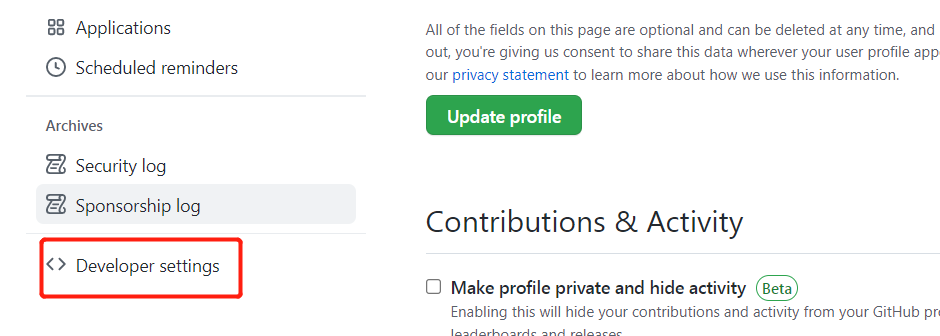 Applications
Scheduled reminders
Archives
Security log
Sponsorship log
Developer settings
All of the fields on this page are optional and can be deleted at any time, and
out, you're giving us consent to share this data wherever your user profile app
our privacy statement to learn more about how we use this information.
Update profile
Contributions & Activity
Make profile private and hide activity Beta
Enabling this will hide your contributions and activity from your GitHub pr
leaderboards and releases.